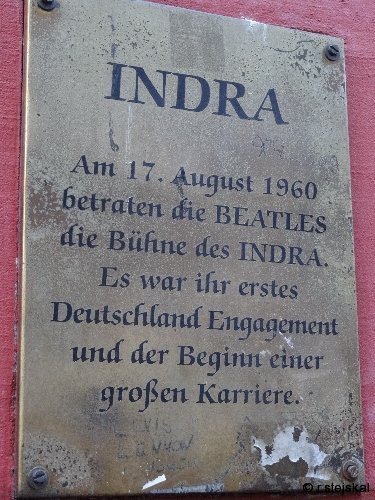 INDRA
Am 17. August 1960
betraten die BEATLES
die Bühne des INDRA.
Es war ihr erstes
Deutschland Engagement
und der Beginn einer
großen Karriere.
© r.stejskal